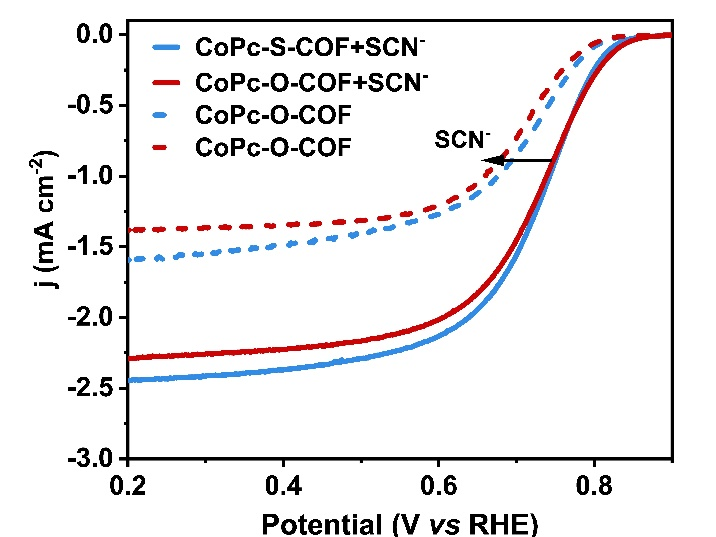 0.0
-0.5
-1.0
-1.5
-2.0
-2.5
-3.0
j (mA cm⁻²)
CoPc-S-COF+SCN⁻
CoPc-O-COF+SCN⁻
CoPc-O-COF
CoPc-O-COF
SCN⁻
0.2 0.4 0.6 0.8
Potential (V vs RHE)